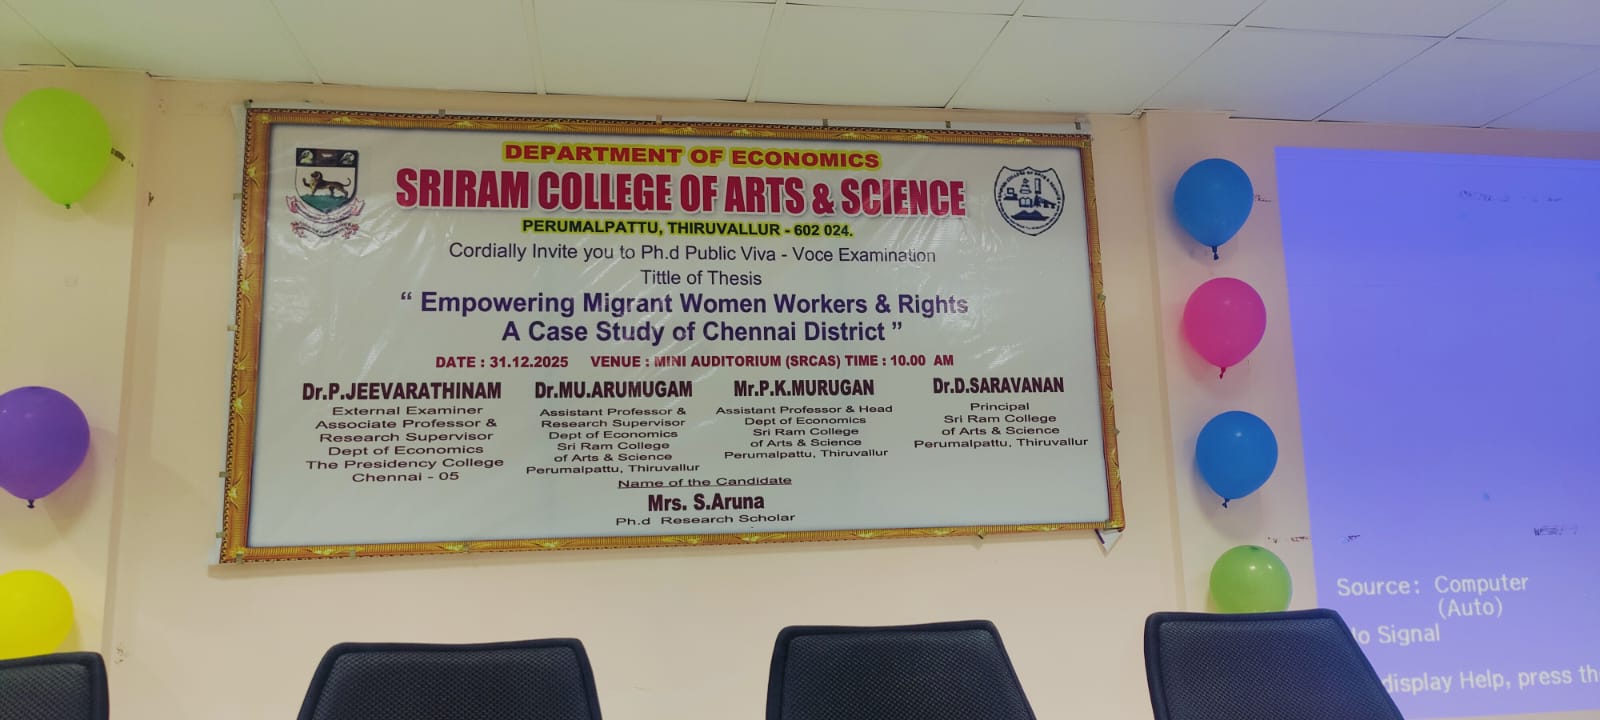 DEPARTMENT OF ECONOMICS
SRIRAM COLLEGE OF ARTS & SCIENCE
PERUMALPATTU, THIRUVALLUR - 602 024.
Cordially Invite you to Ph.d Public Viva - Voce Examination
Tittle of Thesis
“ Empowering Migrant Women Workers & Rights
A Case Study of Chennai District ”
DATE : 31.12.2025 VENUE : MINI AUDITORIUM (SRCAS) TIME : 10.00 AM
Dr.P.JEEVARATHINAM
External Examiner
Associate Professor &
Research Supervisor
Dept of Economics
The Presidency College
Chennai - 05
Dr.MU.ARUMUGAM
Assistant Professor &
Research Supervisor
Dept of Economics
Sri Ram College
of Arts & Science
Perumalpattu, Thiruvallur
Mr.P.K.MURUGAN
Assistant Professor & Head
Dept of Economics
Sri Ram College
of Arts & Science
Perumalpattu, Thiruvallur
Dr.D.SARAVANAN
Principal
Sri Ram College
of Arts & Science
Perumalpattu, Thiruvallur
Name of the Candidate
Mrs. S.Aruna
Ph.d Research Scholar
Source: Computer
(Auto)
Signal
display Help, press